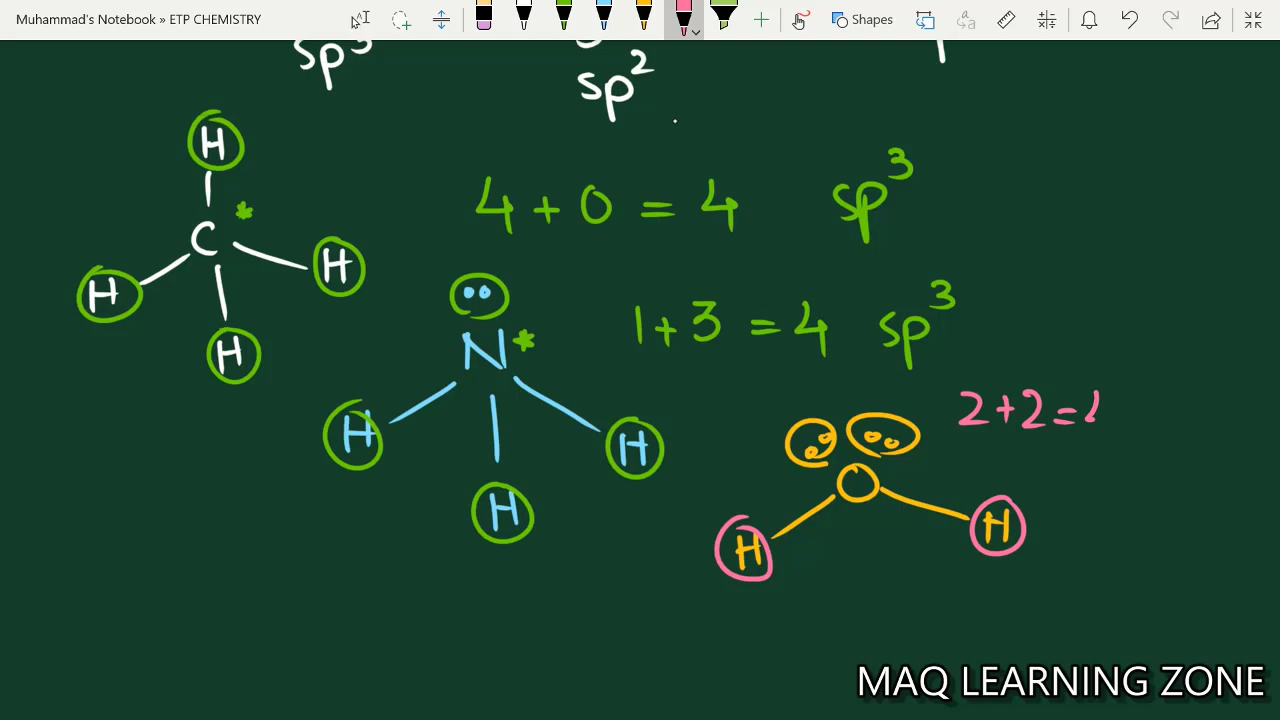 Muhammad's Notebook » ETP CHEMISTRY
Shapes
sp³
sp²
H
C *
H
H
H
4 + 0 = 4 sp³
N *
H
H
H
1 + 3 = 4 sp³
2 + 2 =
O
H
H
MAQ LEARNING ZONE